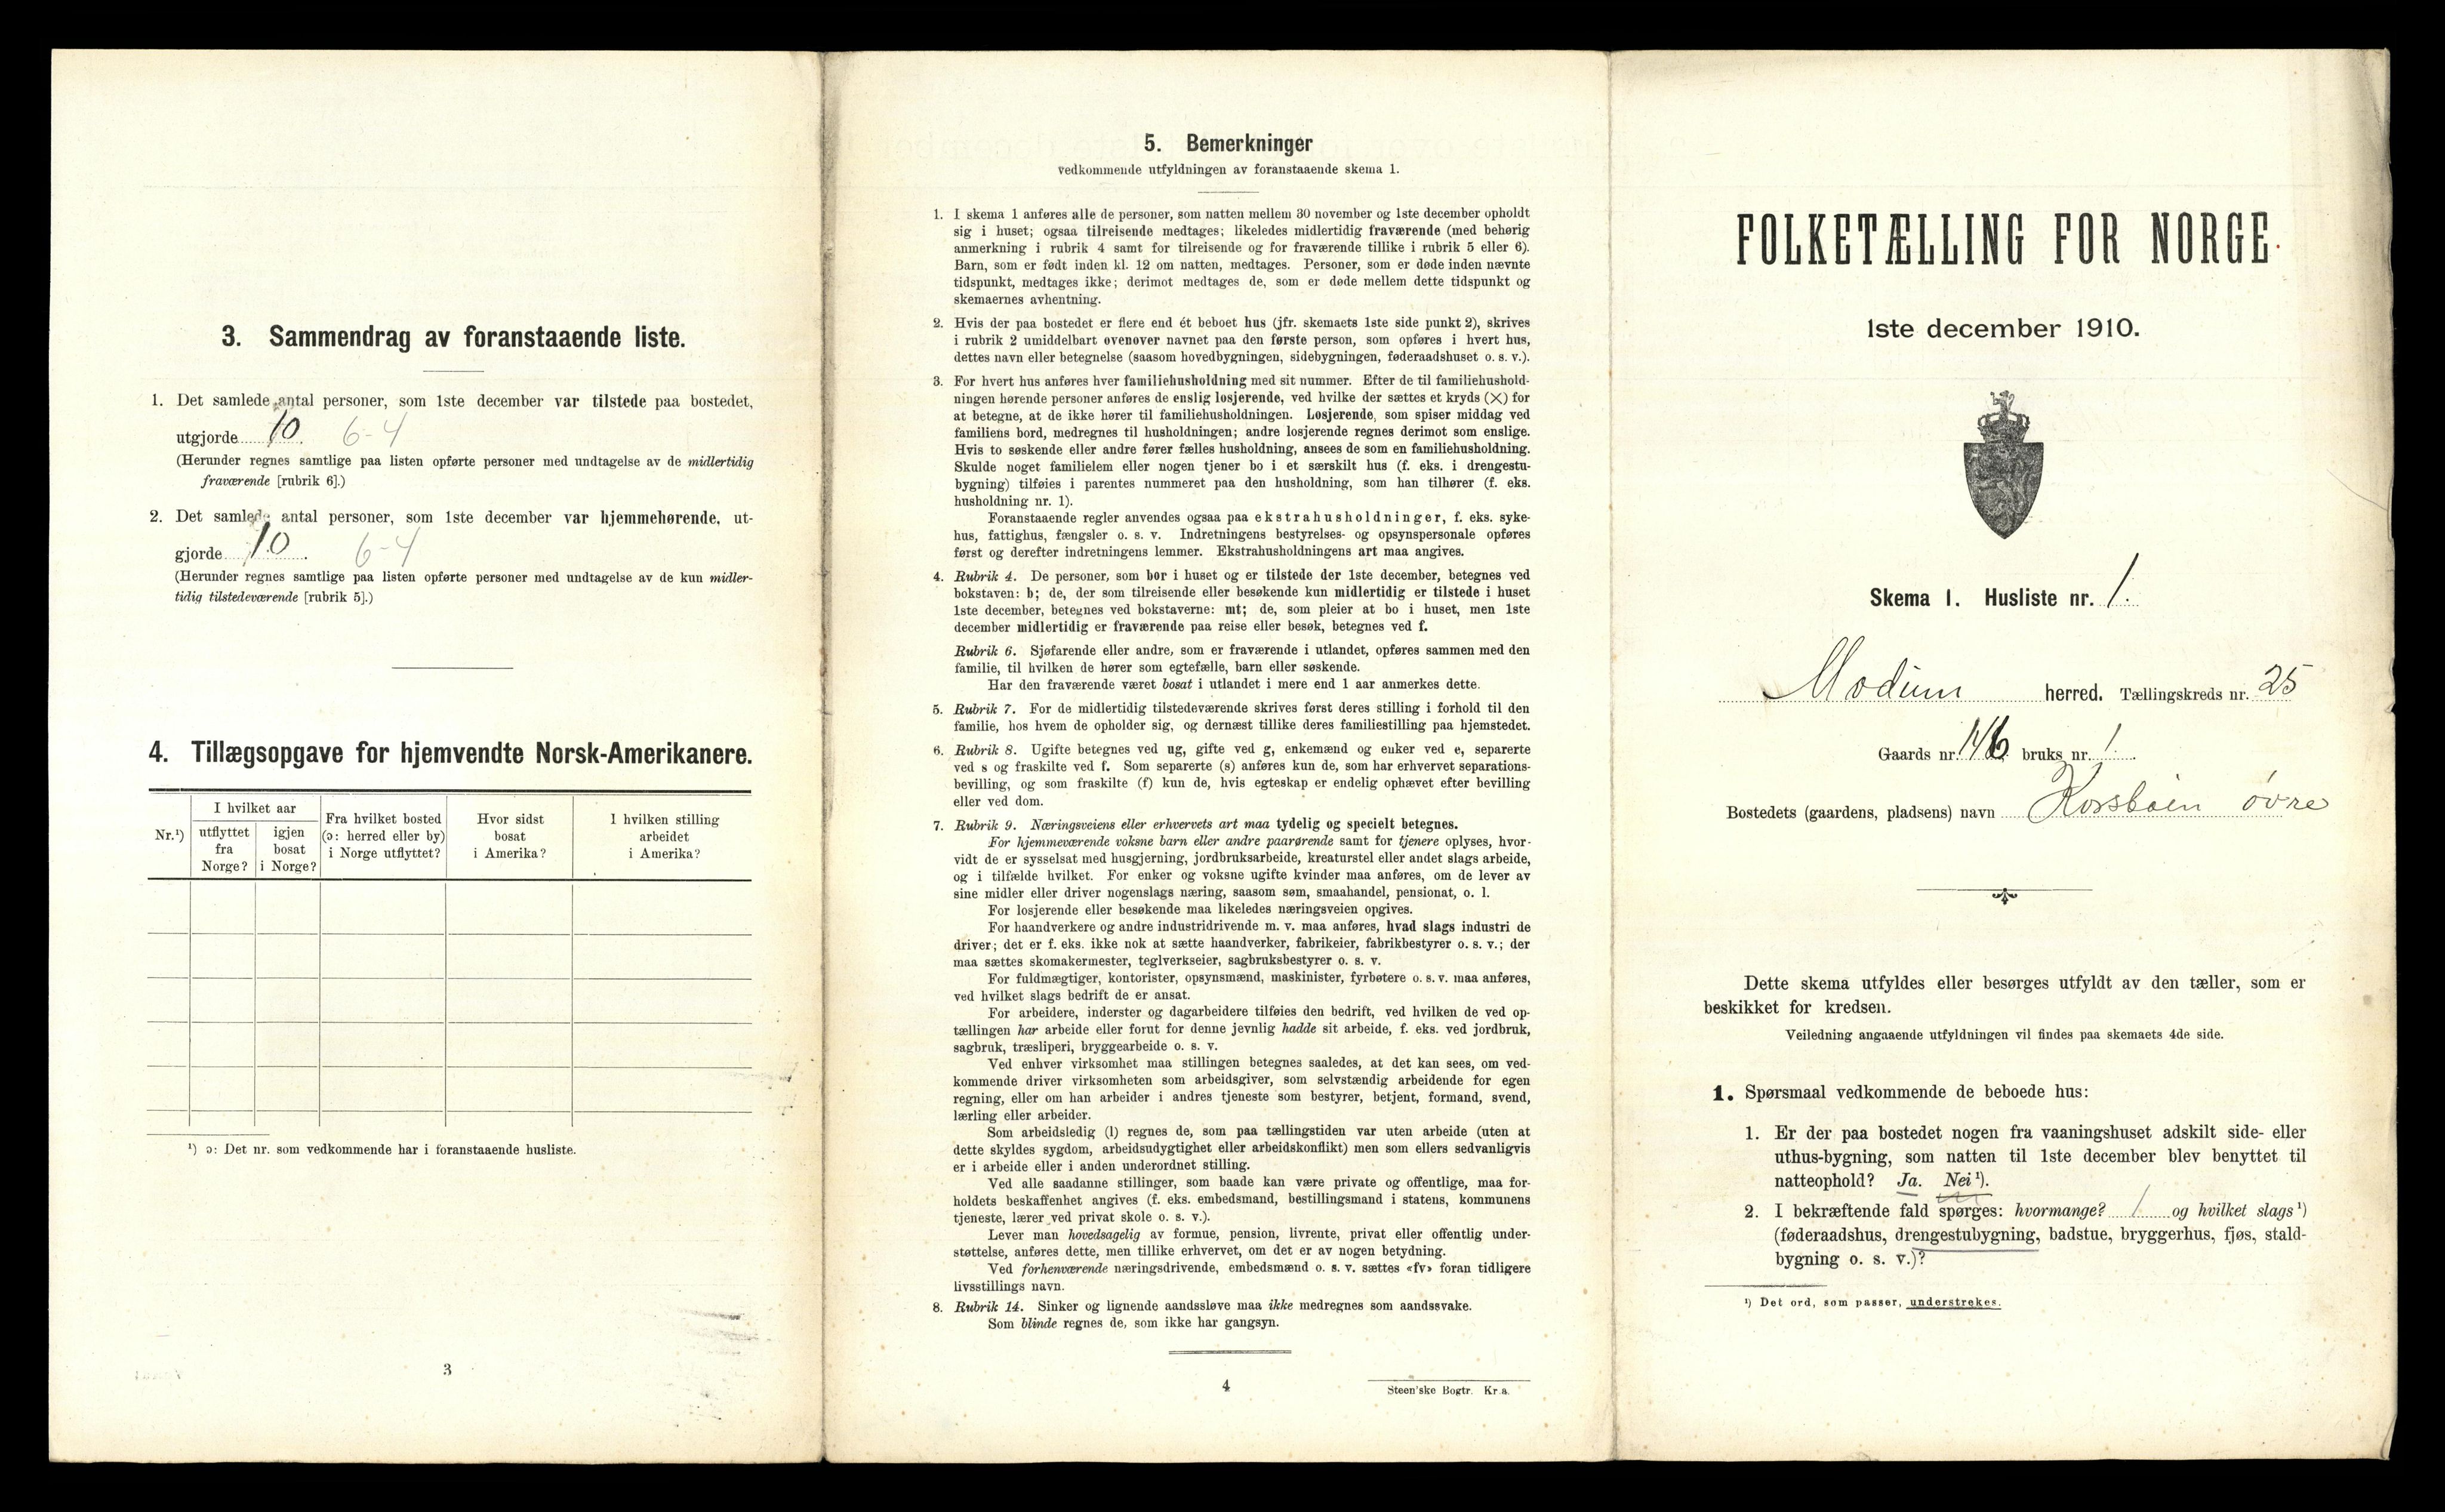 3. Sammendrag av foranstaaende liste.
1. Det samlede antal personer, som 1ste december var tilstede paa bostedet,
utgjorde 10. 6-4
(Herunder regnes samtlige paa listen opførte personer med undtagelse av de midlertidig
fraværende [rubrik 6].)
2. Det samlede antal personer, som 1ste december var hjemmehørende, ut-
gjorde 10. 6-4
(Herunder regnes samtlige paa listen opførte personer med undtagelse av de kun midler-
tidig tilstedeværende [rubrik 5].)
4. Tillægsopgave for hjemvendte Norsk-Amerikanere.
Nr.¹)
I hvilket aar
utflyttet
fra
Norge?
igjen
bosat
i Norge?
Fra hvilket bosted
(ɔ: herred eller by)
i Norge utflyttet?
Hvor sidst
bosat
i Amerika?
I hvilken stilling
arbeidet
i Amerika?
¹) ɔ: Det nr. som vedkommende har i foranstaaende husliste.
3
5. Bemerkninger
vedkommende utfyldningen av foranstaaende skema 1.
1. I skema 1 anføres alle de personer, som natten mellem 30 november og 1ste december opholdt
sig i huset; ogsaa tilreisende medtages; likeledes midlertidig fraværende (med behørig
anmerkning i rubrik 4 samt for tilreisende og for fraværende tillike i rubrik 5 eller 6).
Barn, som er født inden kl. 12 om natten, medtages. Personer, som er døde inden nævnte
tidspunkt, medtages ikke; derimot medtages de, som er døde mellem dette tidspunkt og
skemaernes avhentning.
2. Hvis der paa bostedet er flere end ét beboet hus (jfr. skemaets 1ste side punkt 2), skrives
i rubrik 2 umiddelbart ovenover navnet paa den første person, som opføres i hvert hus,
dettes navn eller betegnelse (saasom hovedbygningen, sidebygningen, føderaadshuset o. s. v.).
3. For hvert hus anføres hver familiehusholdning med sit nummer. Efter de til familiehushold-
ningen hørende personer anføres de enslig losjerende, ved hvilke der sættes et kryds (×) for
at betegne, at de ikke hører til familiehusholdningen. Losjerende, som spiser middag ved
familiens bord, medregnes til husholdningen; andre losjerende regnes derimot som enslige.
Hvis to søskende eller andre fører fælles husholdning, ansees de som en familiehusholdning.
Skulde noget familielem eller nogen tjener bo i et særskilt hus (f. eks. i drengestu-
bygning) tilføies i parentes nummeret paa den husholdning, som han tilhører (f. eks.
husholdning nr. 1).
Foranstaaende regler anvendes ogsaa paa ekstrahusholdninger, f. eks. syke-
hus, fattighus, fængsler o. s. v. Indretningens bestyrelses- og opsynspersonale opføres
først og derefter indretningens lemmer. Ekstrahusholdningens art maa angives.
4. Rubrik 4. De personer, som bor i huset og er tilstede der 1ste december, betegnes ved
bokstaven: b; de, der som tilreisende eller besøkende kun midlertidig er tilstede i huset
1ste december, betegnes ved bokstaverne: mt; de, som pleier at bo i huset, men 1ste
december midlertidig er fraværende paa reise eller besøk, betegnes ved f.
Rubrik 6. Sjøfarende eller andre, som er fraværende i utlandet, opføres sammen med den
familie, til hvilken de hører som egtefælle, barn eller søskende.
Har den fraværende været bosat i utlandet i mere end 1 aar anmerkes dette.
5. Rubrik 7. For de midlertidig tilstedeværende skrives først deres stilling i forhold til den
familie, hos hvem de opholder sig, og dernæst tillike deres familiestilling paa hjemstedet.
6. Rubrik 8. Ugifte betegnes ved ug, gifte ved g, enkemænd og enker ved e, separerte
ved s og fraskilte ved f. Som separerte (s) anføres kun de, som har erhvervet separations-
bevilling, og som fraskilte (f) kun de, hvis egteskap er endelig ophævet efter bevilling
eller ved dom.
7. Rubrik 9. Næringsveiens eller erhvervets art maa tydelig og specielt betegnes.
For hjemmeværende voksne barn eller andre paarørende samt for tjenere oplyses, hvor-
vidt de er sysselsat med husgjerning, jordbruksarbeide, kreaturstel eller andet slags arbeide,
og i tilfælde hvilket. For enker og voksne ugifte kvinder maa anføres, om de lever av
sine midler eller driver nogenslags næring, saasom søm, smaahandel, pensionat, o. l.
For losjerende eller besøkende maa likeledes næringsveien opgives.
For haandverkere og andre industridrivende m. v. maa anføres, hvad slags industri de
driver; det er f. eks. ikke nok at sætte haandverker, fabrikeier, fabrikbestyrer o. s. v.; der
maa sættes skomakermester, teglverkseier, sagbruksbestyrer o. s. v.
For fuldmægtiger, kontorister, opsynsmænd, maskinister, fyrbøtere o. s. v. maa anføres,
ved hvilket slags bedrift de er ansat.
For arbeidere, inderster og dagarbeidere tilføies den bedrift, ved hvilken de ved op-
tællingen har arbeide eller forut for denne jevnlig hadde sit arbeide, f. eks. ved jordbruk,
sagbruk, træsliperi, bryggearbeide o. s. v.
Ved enhver virksomhet maa stillingen betegnes saaledes, at det kan sees, om ved-
kommende driver virksomheten som arbeidsgiver, som selvstændig arbeidende for egen
regning, eller om han arbeider i andres tjeneste som bestyrer, betjent, formand, svend,
lærling eller arbeider.
Som arbeidsledig (l) regnes de, som paa tællingstiden var uten arbeide (uten at
dette skyldes sygdom, arbeidsudygtighet eller arbeidskonflikt) men som ellers sedvanligvis
er i arbeide eller i anden underordnet stilling.
Ved alle saadanne stillinger, som baade kan være private og offentlige, maa for-
holdets beskaffenhet angives (f. eks. embedsmand, bestillingsmand i statens, kommunens
tjeneste, lærer ved privat skole o. s. v.).
Lever man hovedsagelig av formue, pension, livrente, privat eller offentlig under-
støttelse, anføres dette, men tillike erhvervet, om det er av nogen betydning.
Ved forhenværende næringsdrivende, embedsmænd o. s. v. sættes «fv» foran tidligere
livsstillings navn.
8. Rubrik 14. Sinker og lignende aandssløve maa ikke medregnes som aandssvake.
Som blinde regnes de, som ikke har gangsyn.
4
Steen'ske Bogtr. Kr.a.
FOLKETÆLLING FOR NORGE
1ste december 1910.
Skema 1. Husliste nr. 1.
Modum herred. Tællingskreds nr. 25
Gaards nr. 146 bruks nr. 1.
Bostedets (gaardens, pladsens) navn Korsbøen øvre
Dette skema utfyldes eller besørges utfyldt av den tæller, som er
beskikket for kredsen.
Veiledning angaaende utfyldningen vil findes paa skemaets 4de side.
1. Spørsmaal vedkommende de beboede hus:
1. Er der paa bostedet nogen fra vaaningshuset adskilt side- eller
uthus-bygning, som natten til 1ste december blev benyttet til
natteophold? Ja. Nei¹).
2. I bekræftende fald spørges: hvormange? 1 og hvilket slags¹)
(føderaadshus, drengestubygning, badstue, bryggerhus, fjøs, stald-
bygning o. s. v.)?
¹) Det ord, som passer, understrekes.